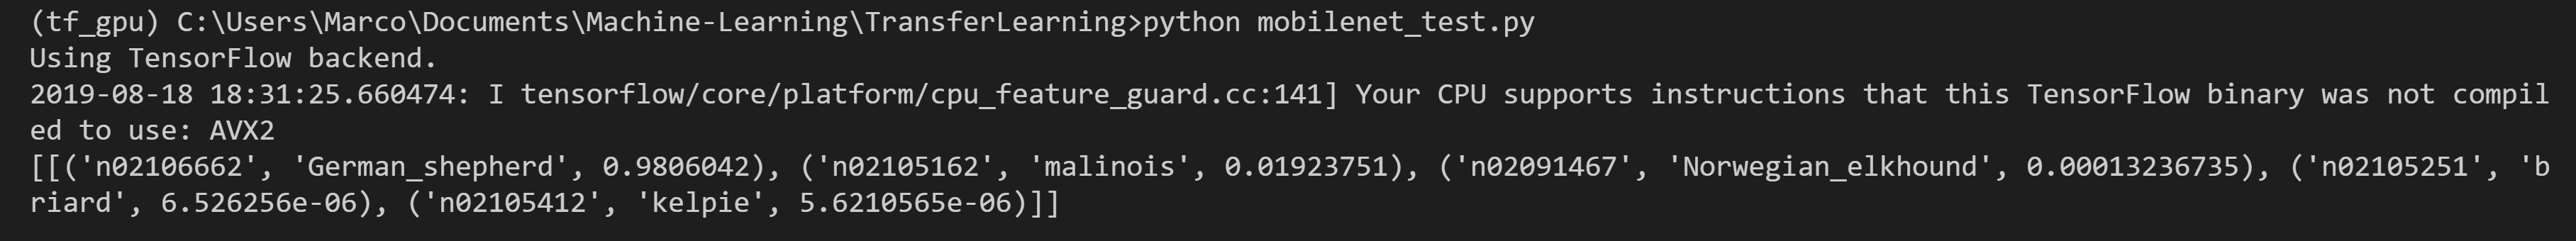 (tf_gpu) C:\Users\Marco\Documents\Machine-Learning\TransferLearning>python mobilenet_test.py
Using TensorFlow backend.
2019-08-18 18:31:25.660474: I tensorflow/core/platform/cpu_feature_guard.cc:141] Your CPU supports instructions that this TensorFlow binary was not compil
ed to use: AVX2
[[('n02106662', 'German_shepherd', 0.9806042), ('n02105162', 'malinois', 0.01923751), ('n02091467', 'Norwegian_elkhound', 0.00013236735), ('n02105251', 'b
riard', 6.526256e-06), ('n02105412', 'kelpie', 5.6210565e-06)]]